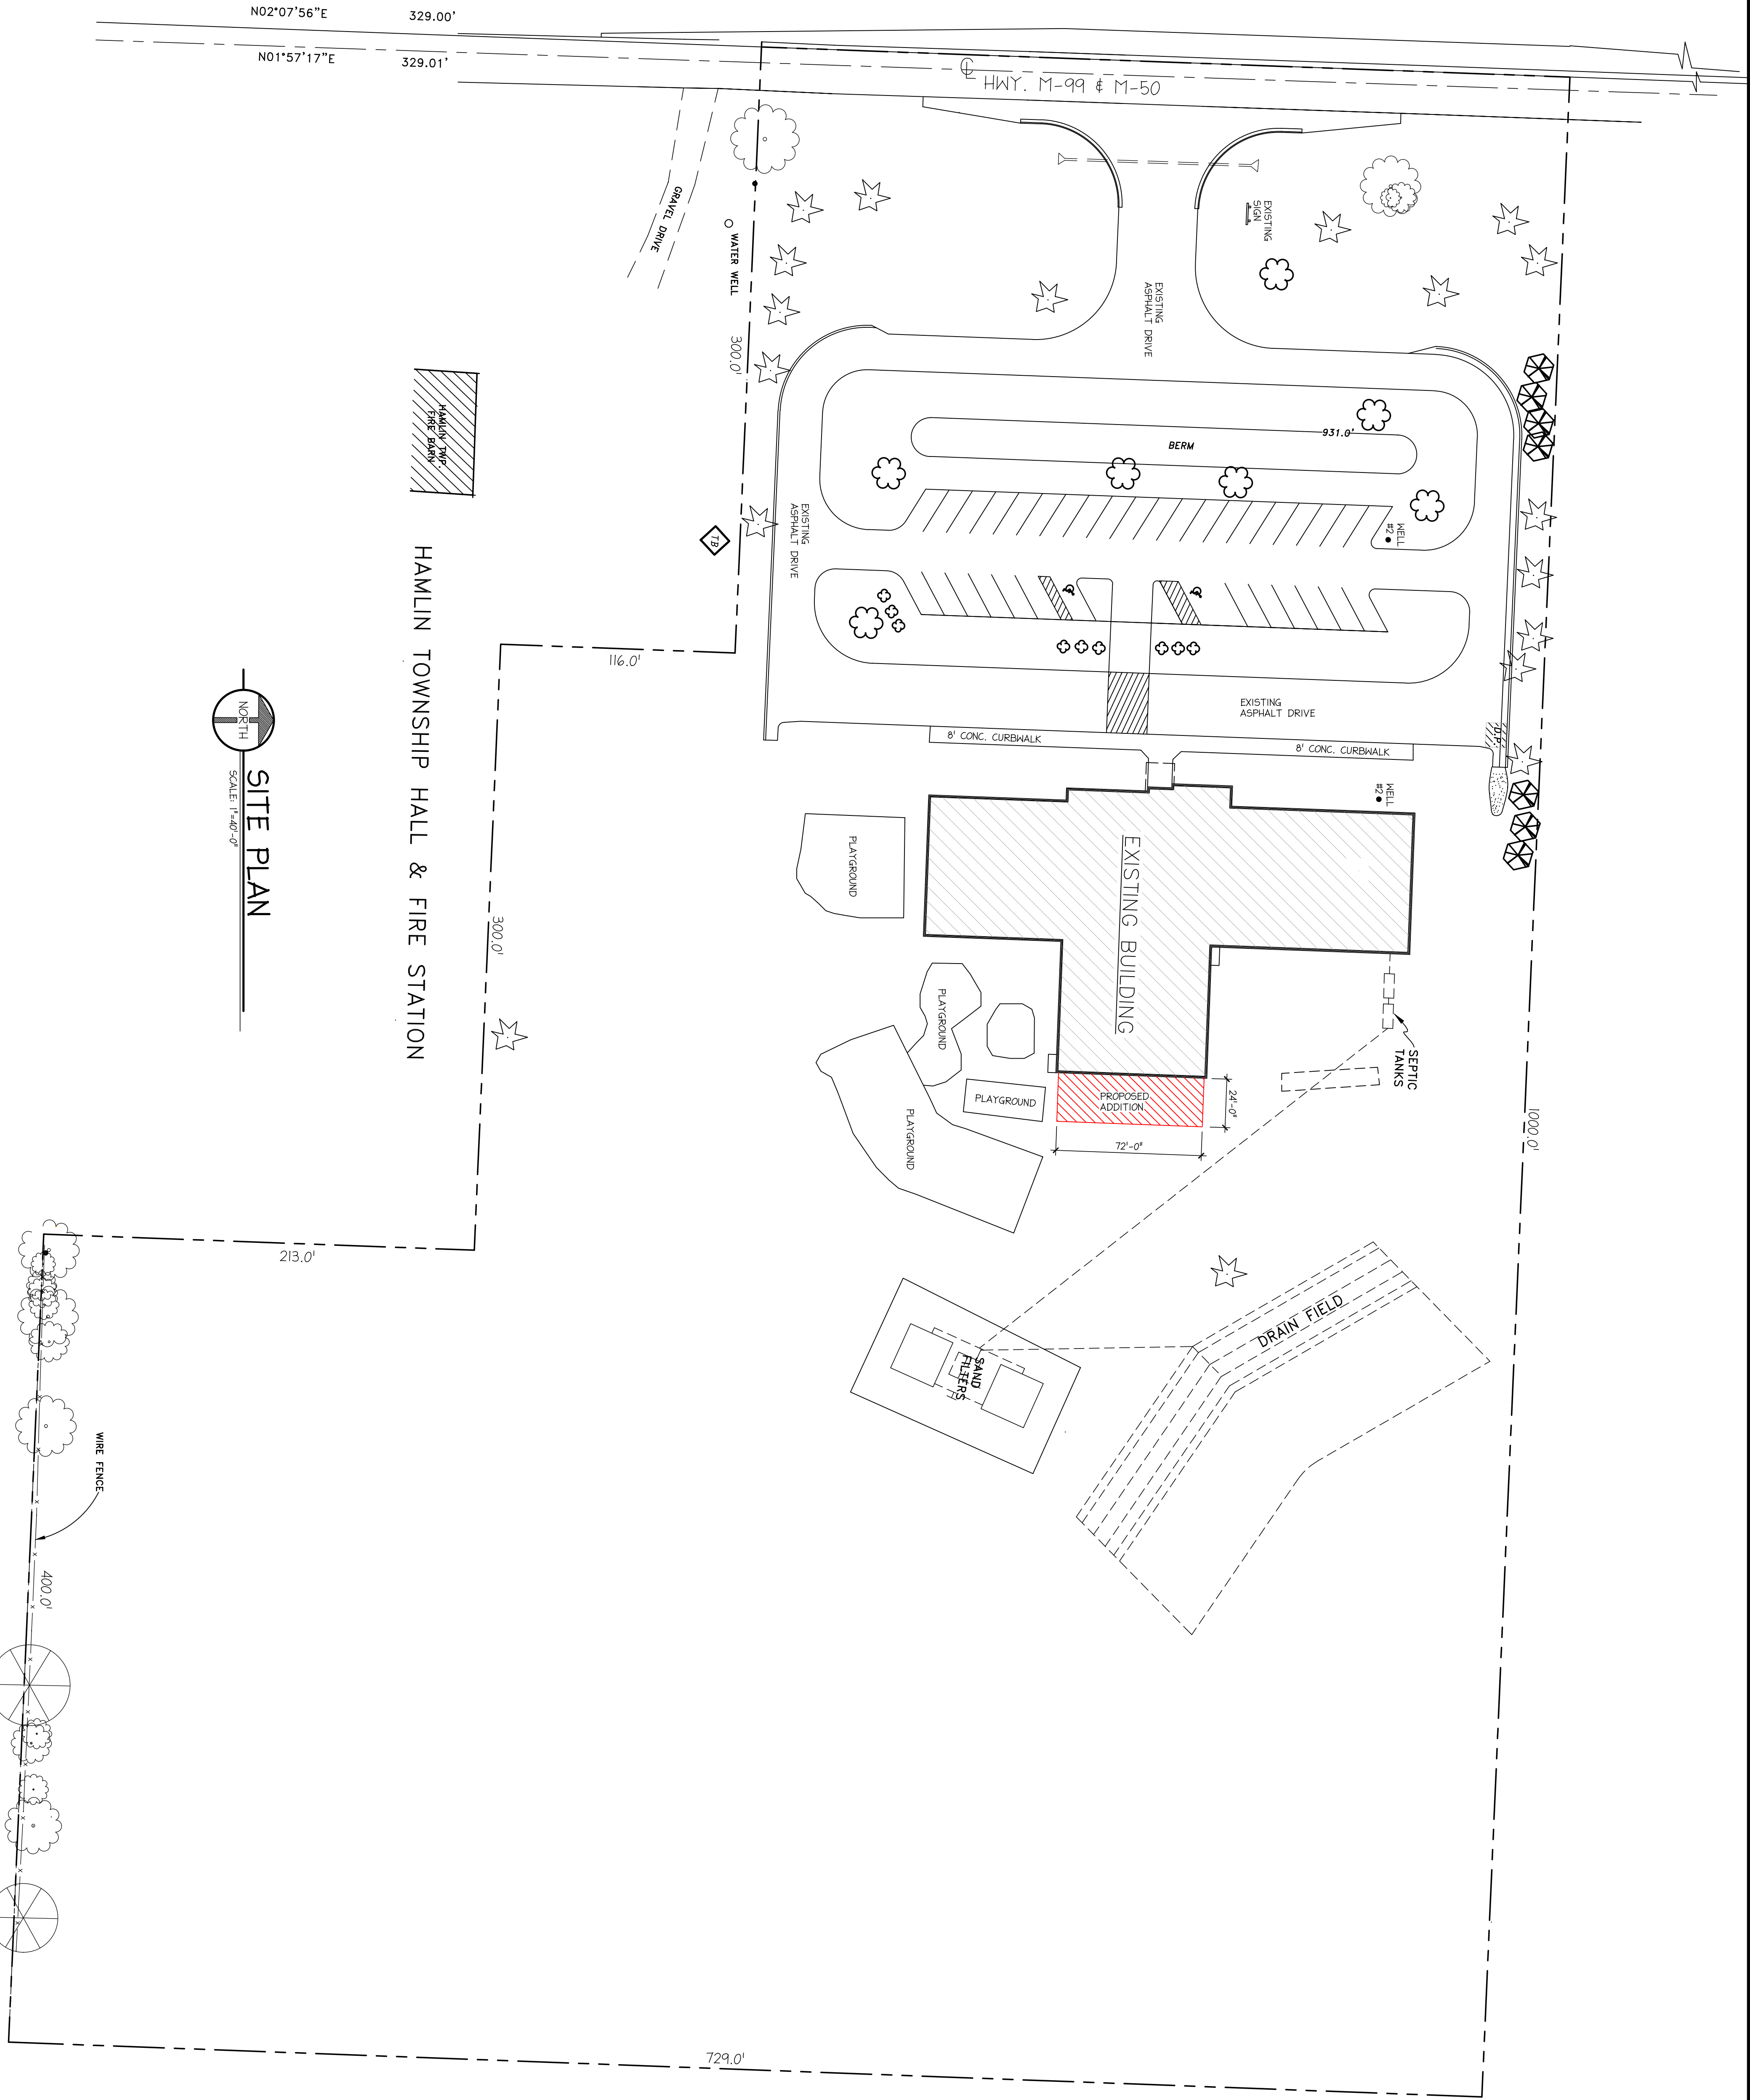 N02°07'56"E 329.00'
N01°57'17"E 329.01'
HWY. M-99 & M-50
GRAVEL DRIVE
WATER WELL
EXISTING
SIGN
EXISTING
ASPHALT DRIVE
300.0'
931.0'
BERM
HAMLIN TWP.
FIRE BARN
TB
EXISTING
ASPHALT DRIVE
WELL
#2
116.0'
EXISTING
ASPHALT DRIVE
D.P.
8' CONC. CURBWALK
8' CONC. CURBWALK
WELL
#2
HAMLIN TOWNSHIP HALL & FIRE STATION
NORTH
SITE PLAN
SCALE: 1"=40'-0"
PLAYGROUND
EXISTING BUILDING
300.0'
PLAYGROUND
SEPTIC
TANKS
PLAYGROUND
PROPOSED
ADDITION
24'-0"
72'-0"
PLAYGROUND
1000.0'
213.0'
DRAIN FIELD
SAND
FILTERS
WIRE FENCE
400.0'
729.0'